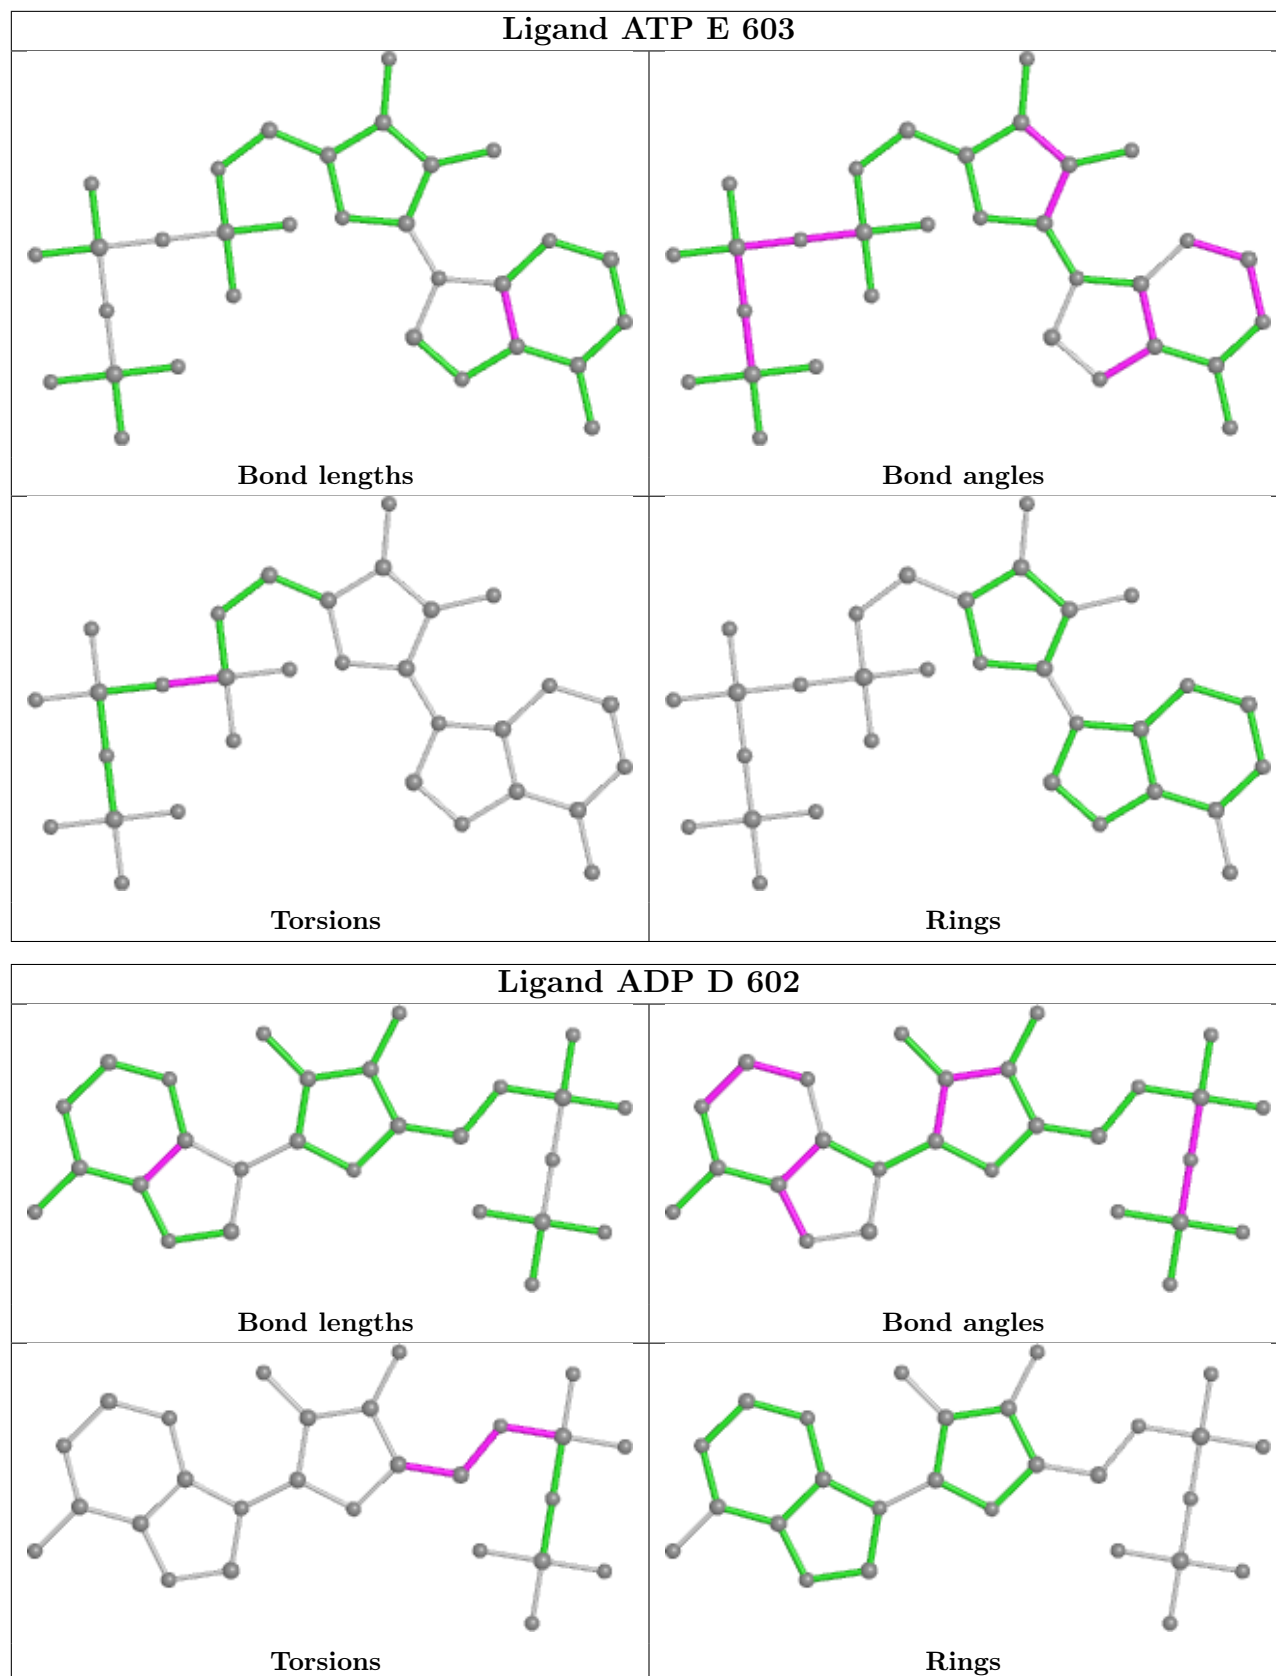 Ligand ATP E 603
Bond lengths
Bond angles
Torsions
Rings
Ligand ADP D 602
Bond lengths
Bond angles
Torsions
Rings